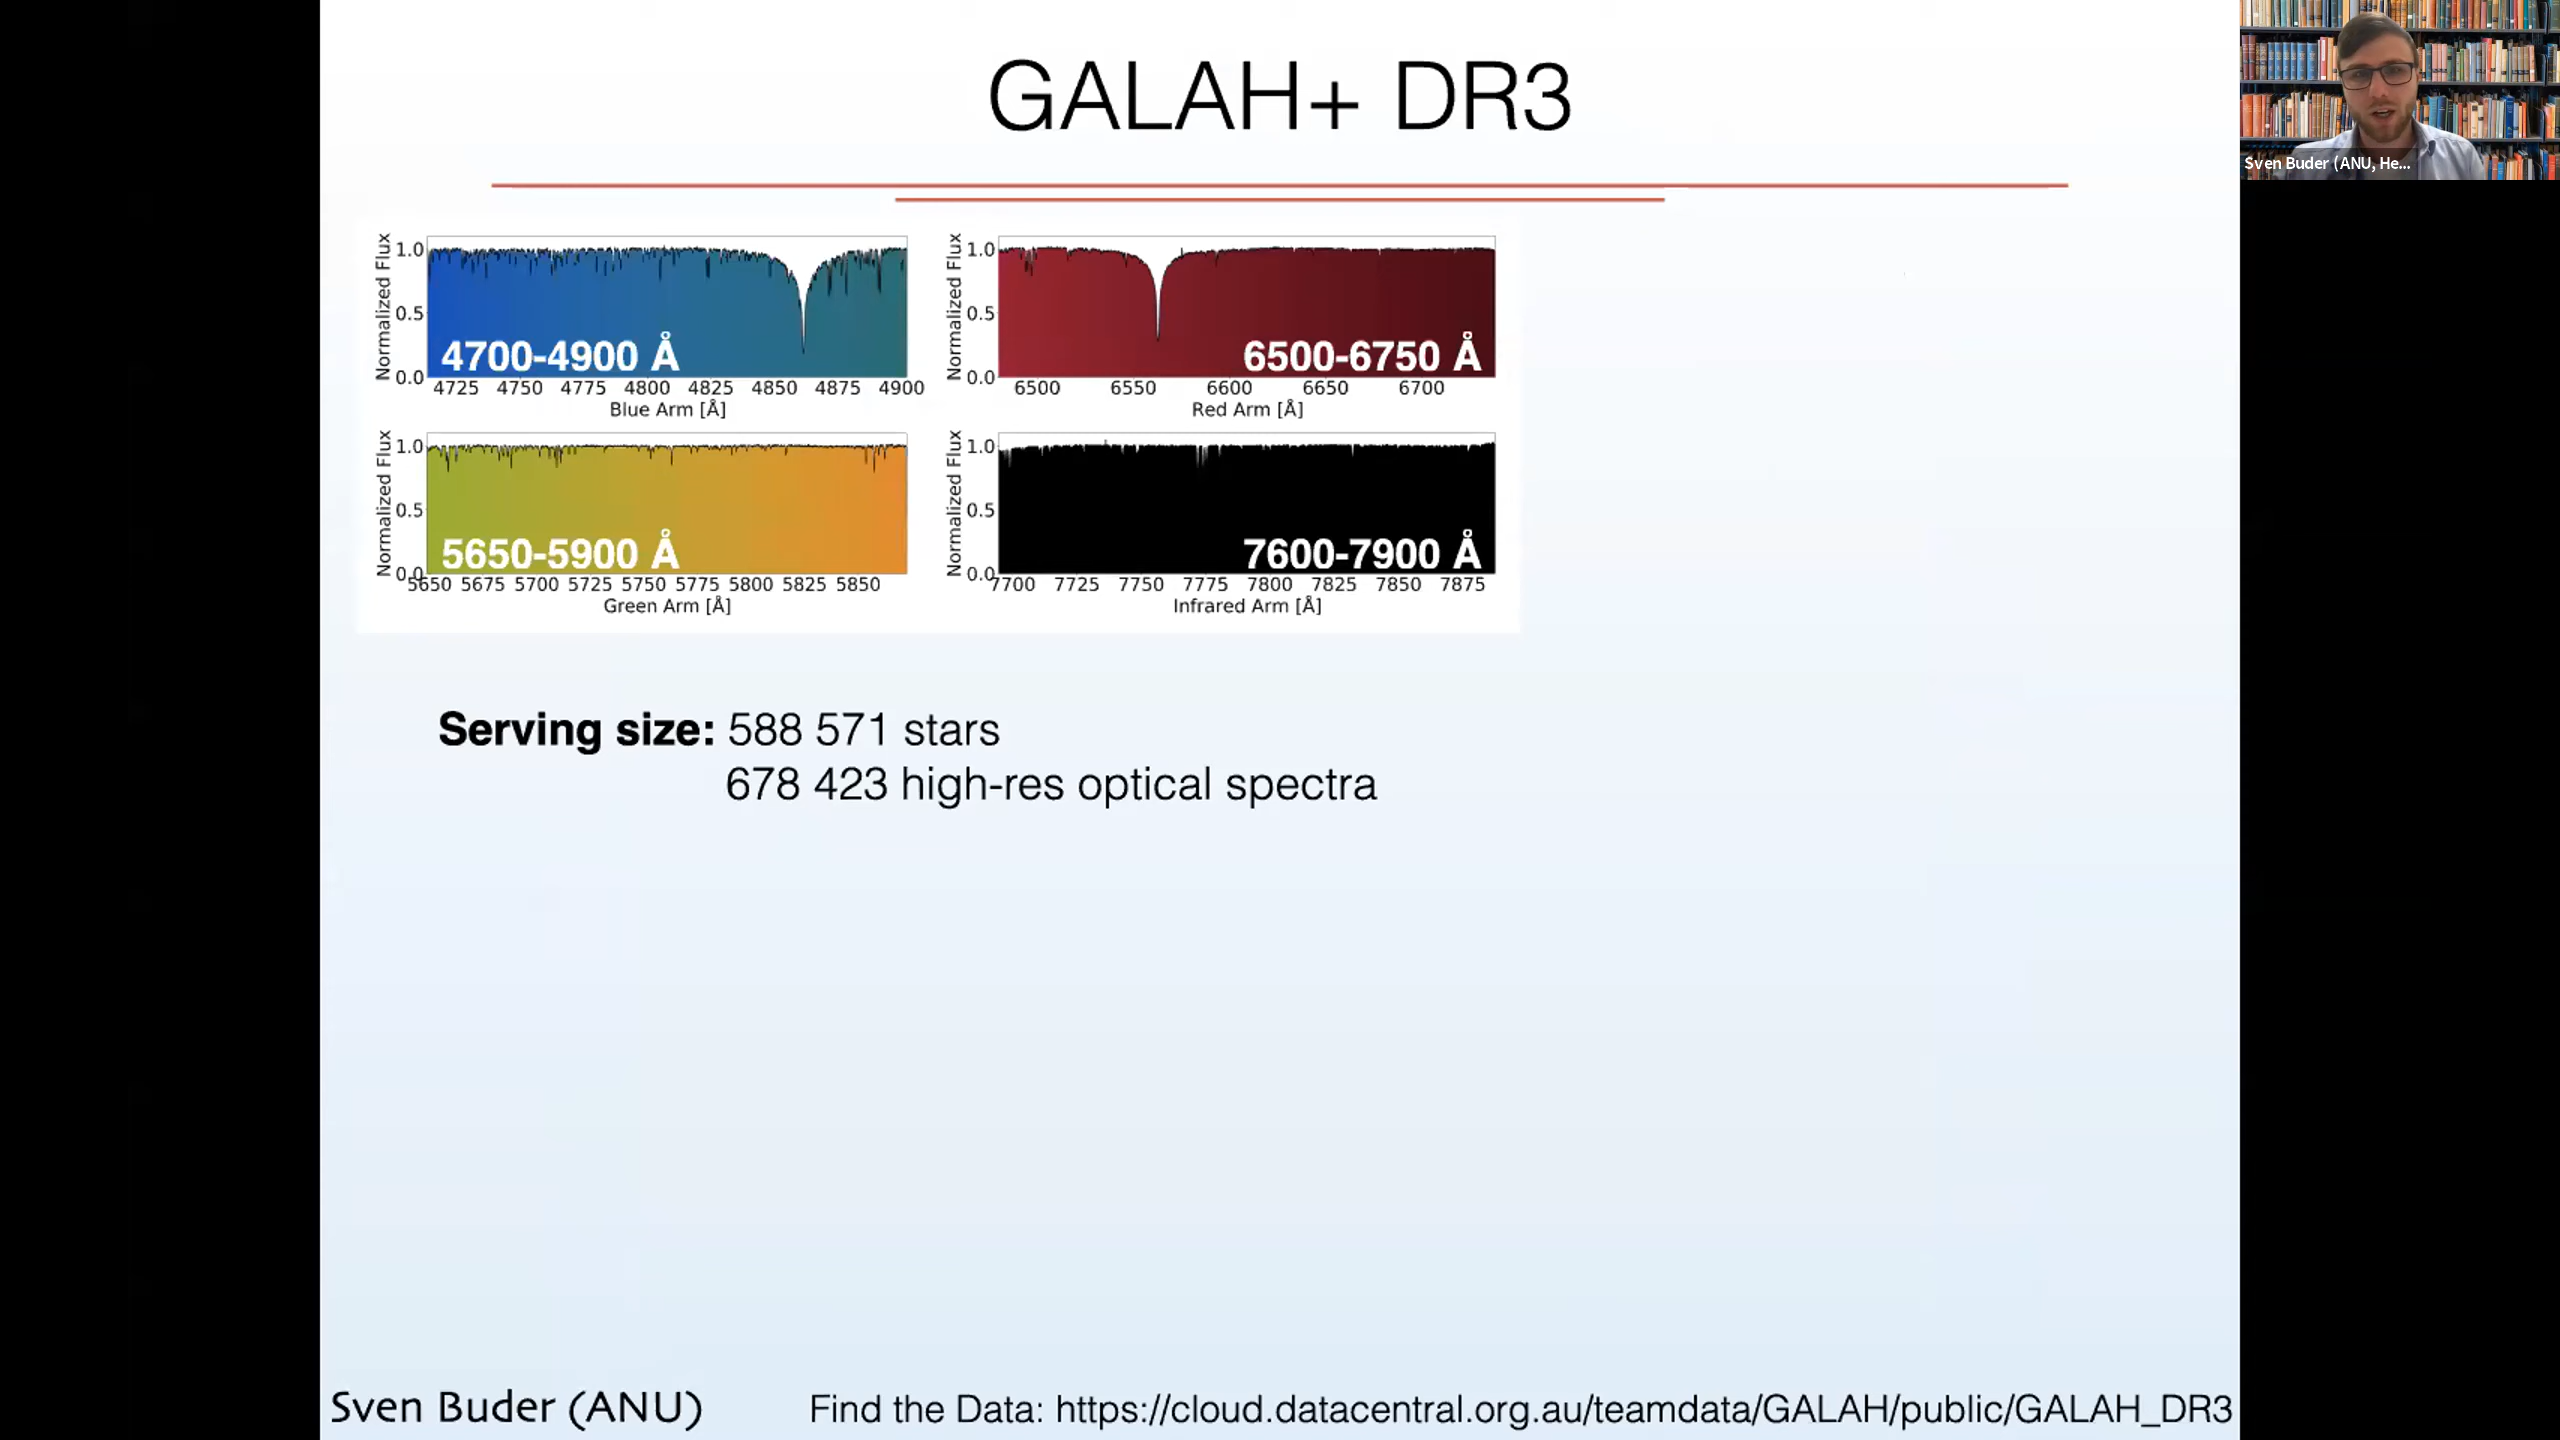 GALAH+ DR3
Sven Buder (ANU, He...
Normalized Flux
1.0
0.5
0.0
4700-4900 Å
4725 4750 4775 4800 4825 4850 4875 4900
Blue Arm [Å]
Normalized Flux
1.0
0.5
0.0
6500-6750 Å
6500 6550 6600 6650 6700
Red Arm [Å]
Normalized Flux
1.0
0.5
0.0
5650-5900 Å
5650 5675 5700 5725 5750 5775 5800 5825 5850
Green Arm [Å]
Normalized Flux
1.0
0.5
0.0
7600-7900 Å
7700 7725 7750 7775 7800 7825 7850 7875
Infrared Arm [Å]
Serving size: 588 571 stars
678 423 high-res optical spectra
Sven Buder (ANU)
Find the Data: https://cloud.datacentral.org.au/teamdata/GALAH/public/GALAH_DR3